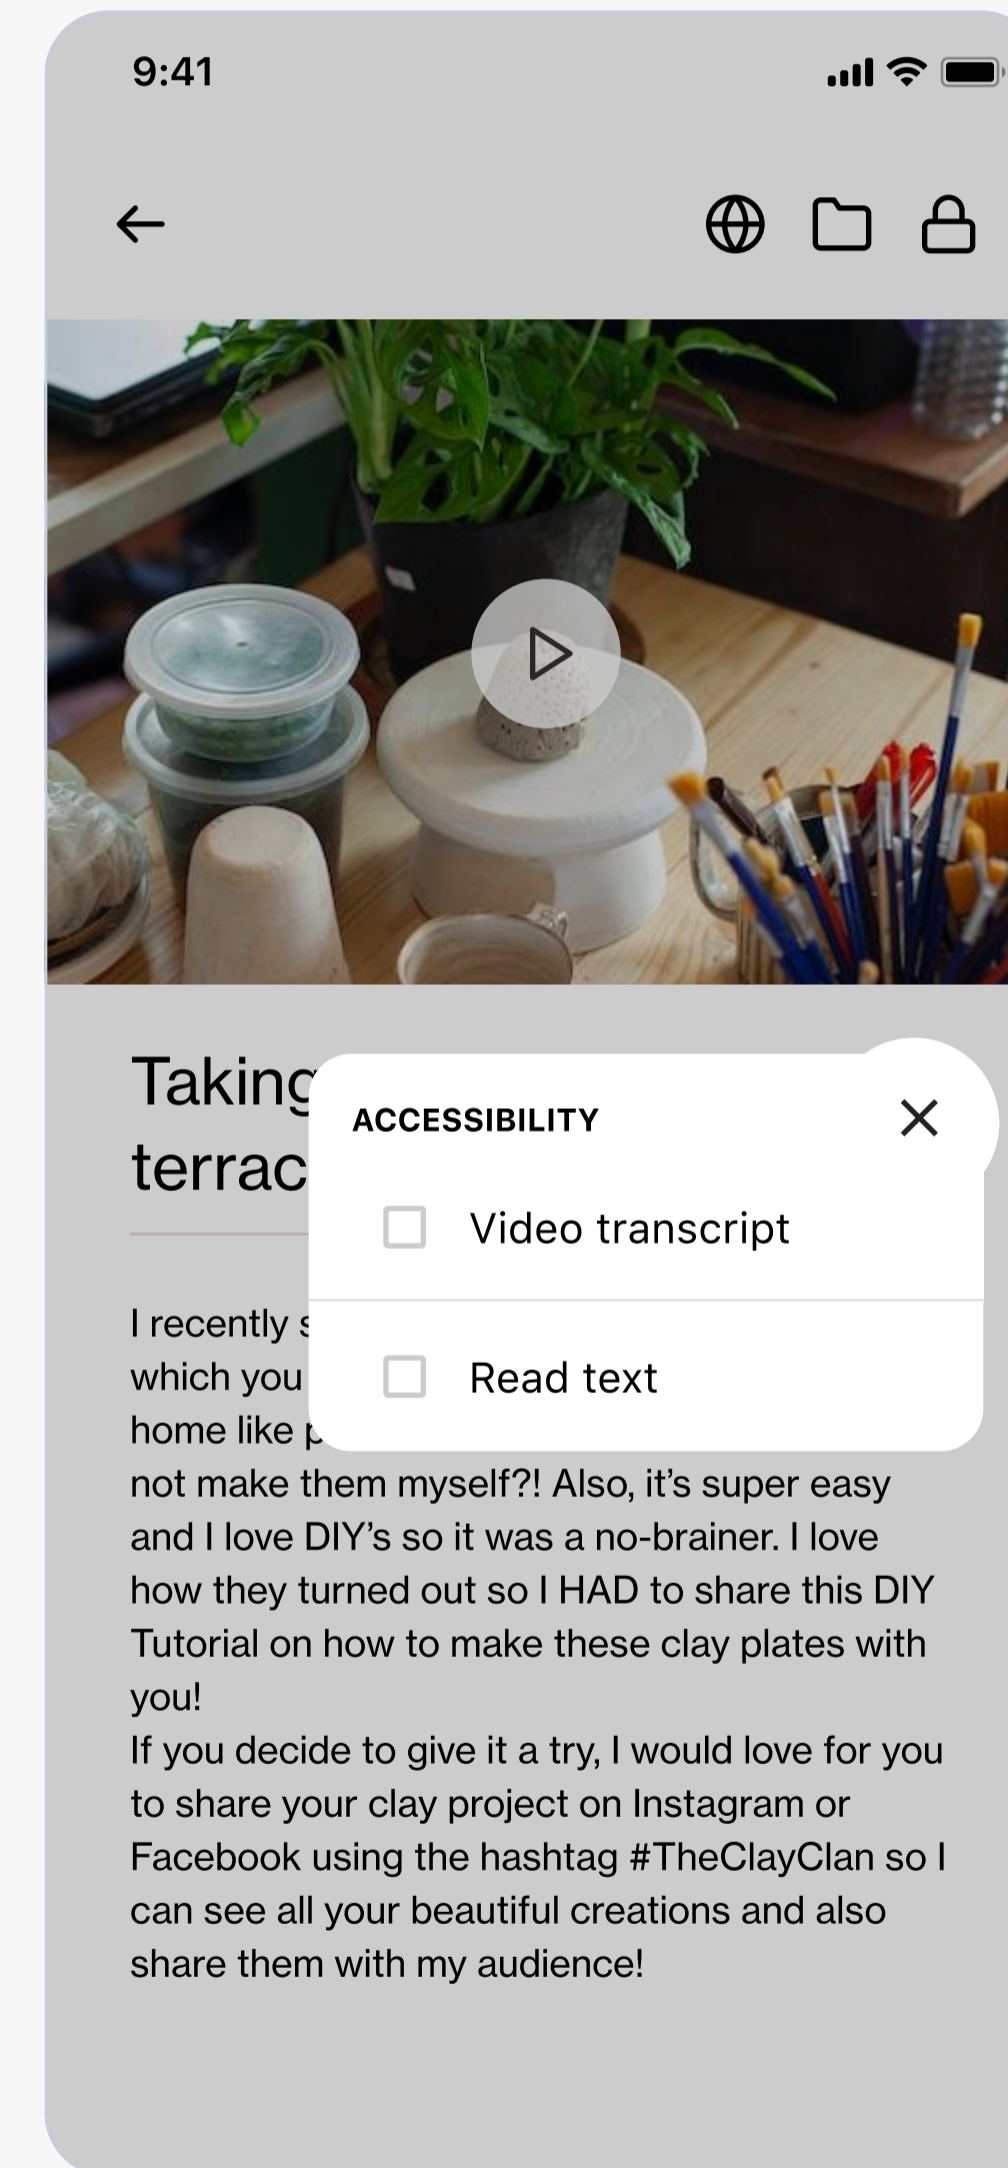 9:41
Taking
terrac
ACCESSIBILITY
Video transcript
Read text
I recently
which you
home like
not make them myself?! Also, it’s super easy
and I love DIY’s so it was a no-brainer. I love
how they turned out so I HAD to share this DIY
Tutorial on how to make these clay plates with
you!
If you decide to give it a try, I would love for you
to share your clay project on Instagram or
Facebook using the hashtag #TheClayClan so I
can see all your beautiful creations and also
share them with my audience!